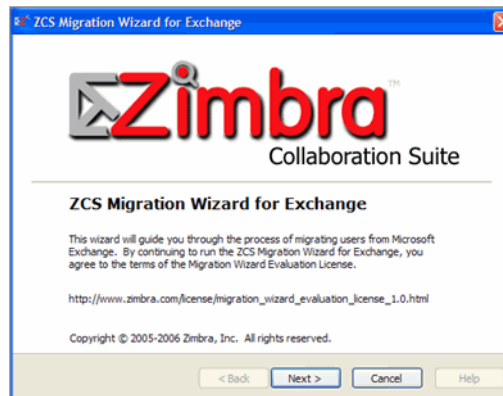 ZCS Migration Wizard for Exchange
Zimbra™
Collaboration Suite
ZCS Migration Wizard for Exchange
This wizard will guide you through the process of migrating users from Microsoft
Exchange. By continuing to run the ZCS Migration Wizard for Exchange, you
agree to the terms of the Migration Wizard Evaluation License.
http://www.zimbra.com/license/migration_wizard_evaluation_license_1.0.html
Copyright © 2005-2006 Zimbra, Inc. All rights reserved.
< Back Next > Cancel Help